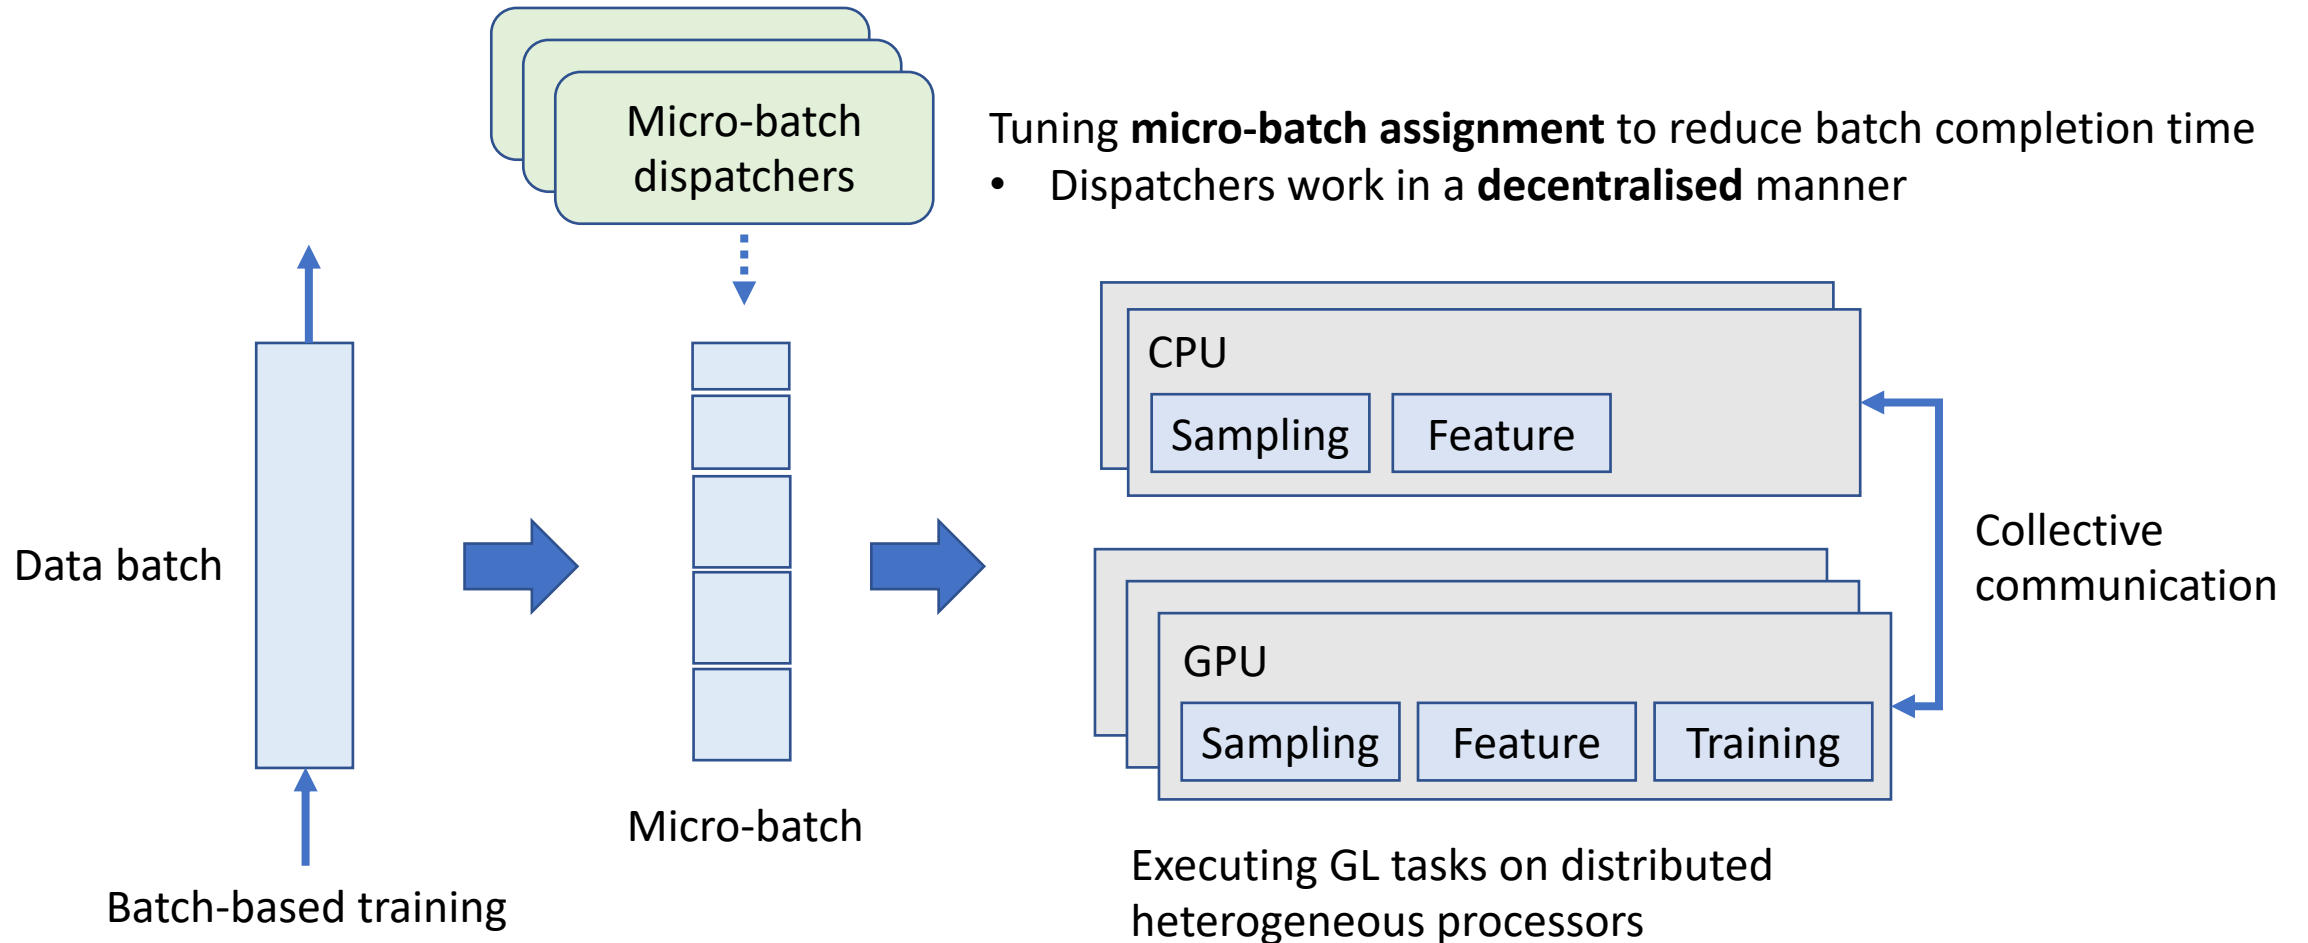 Micro-batch
dispatchers
Tuning micro-batch assignment to reduce batch completion time
• Dispatchers work in a decentralised manner
Data batch
Batch-based training
Micro-batch
CPU
Sampling
Feature
GPU
Sampling
Feature
Training
Collective
communication
Executing GL tasks on distributed
heterogeneous processors